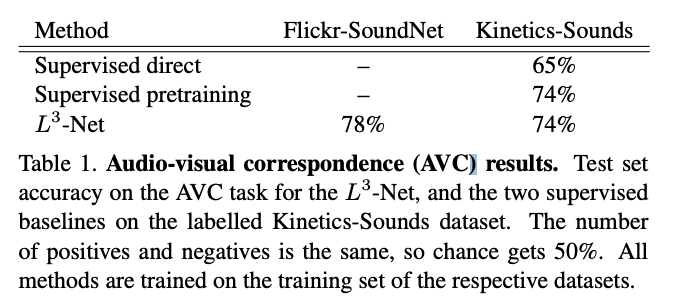 Method Flickr-SoundNet Kinetics-Sounds
Supervised direct – 65%
Supervised pretraining – 74%
L³-Net 78% 74%
Table 1. Audio-visual correspondence (AVC) results. Test set
accuracy on the AVC task for the L³-Net, and the two supervised
baselines on the labelled Kinetics-Sounds dataset. The number
of positives and negatives is the same, so chance gets 50%. All
methods are trained on the training set of the respective datasets.